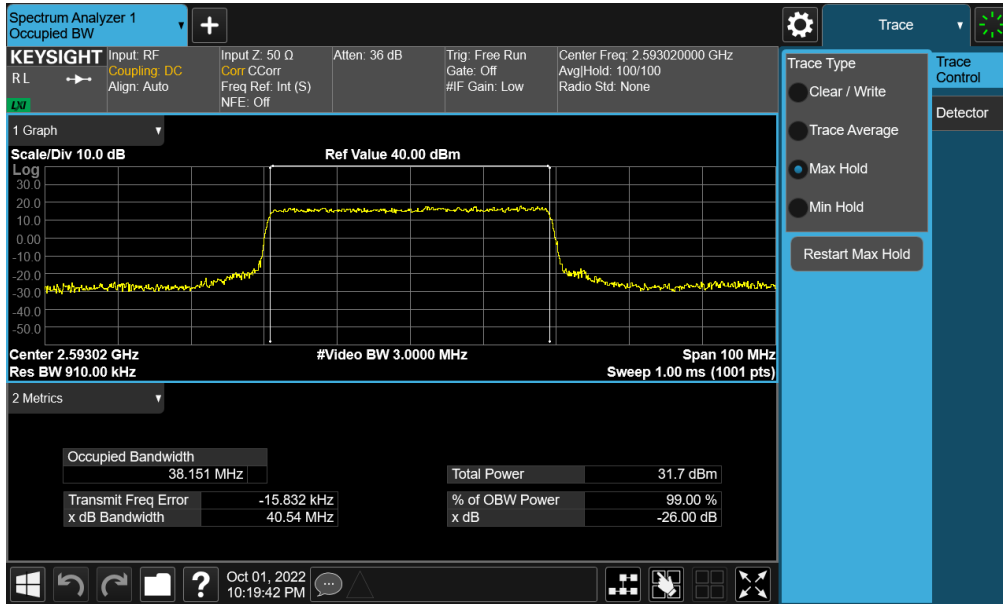 Spectrum Analyzer 1
Occupied BW
+
Trace
KEYSIGHT
R L
LXI
Input: RF
Coupling: DC
Align: Auto
Input Z: 50 Ω
Corr CCorr
Freq Ref: Int (S)
NFE: Off
Atten: 36 dB
Trig: Free Run
Gate: Off
#IF Gain: Low
Center Freq: 2.593020000 GHz
Avg|Hold: 100/100
Radio Std: None
1 Graph
Scale/Div 10.0 dB
Ref Value 40.00 dBm
Log
30.0
20.0
10.0
0.00
-10.0
-20.0
-30.0
-40.0
-50.0
Center 2.59302 GHz
#Video BW 3.0000 MHz
Span 100 MHz
Res BW 910.00 kHz
Sweep 1.00 ms (1001 pts)
2 Metrics
Occupied Bandwidth
38.151 MHz
Total Power 31.7 dBm
Transmit Freq Error -15.832 kHz
% of OBW Power 99.00 %
x dB Bandwidth 40.54 MHz
x dB -26.00 dB
?
Oct 01, 2022
10:19:42 PM
Trace Type
Clear / Write
Trace Average
Max Hold
Min Hold
Restart Max Hold
Trace
Control
Detector